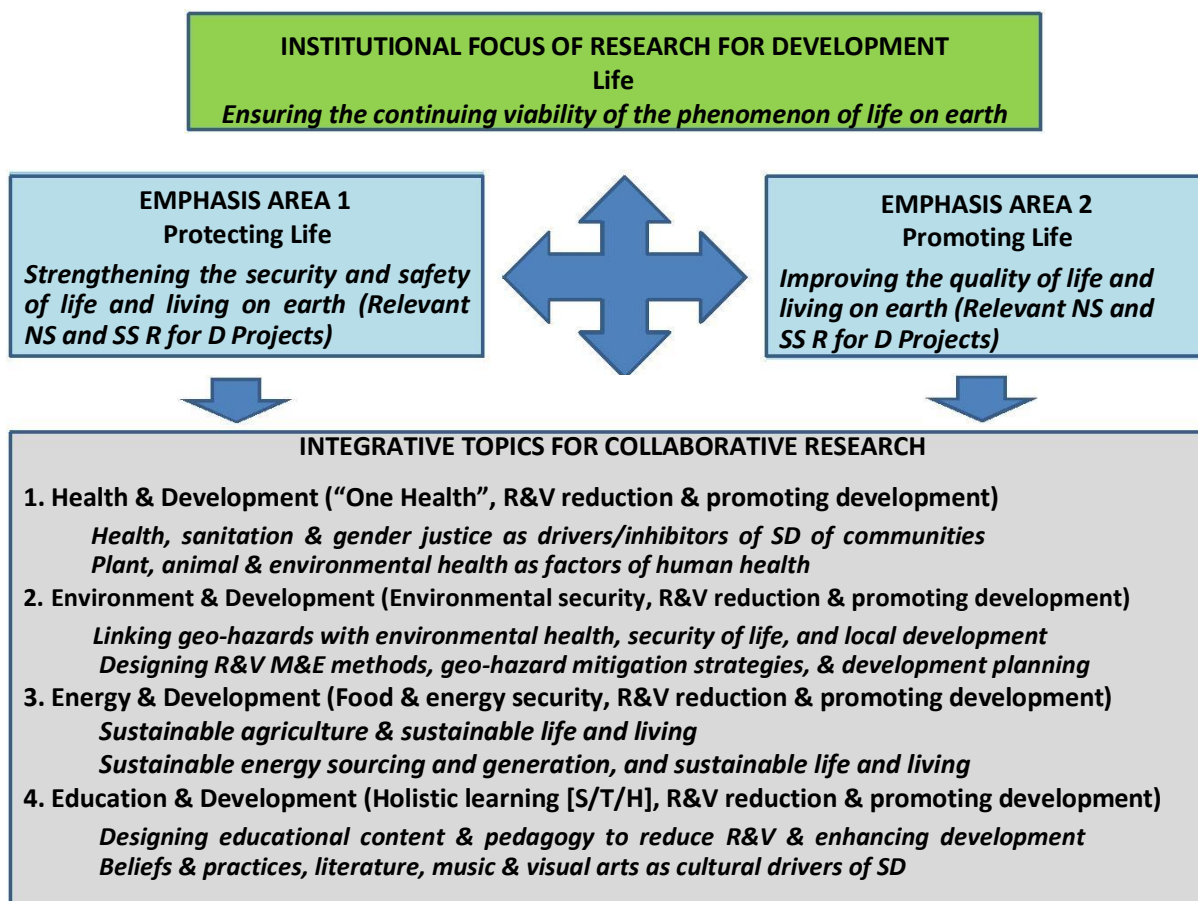 INSTITUTIONAL FOCUS OF RESEARCH FOR DEVELOPMENT
Life
Ensuring the continuing viability of the phenomenon of life on earth
EMPHASIS AREA 1
Protecting Life
Strengthening the security and safety
of life and living on earth (Relevant
NS and SS R for D Projects)
EMPHASIS AREA 2
Promoting Life
Improving the quality of life and
living on earth (Relevant NS and
SS R for D Projects)
INTEGRATIVE TOPICS FOR COLLABORATIVE RESEARCH
1. Health & Development (“One Health”, R&V reduction & promoting development)
Health, sanitation & gender justice as drivers/inhibitors of SD of communities
Plant, animal & environmental health as factors of human health
2. Environment & Development (Environmental security, R&V reduction & promoting development)
Linking geo-hazards with environmental health, security of life, and local development
Designing R&V M&E methods, geo-hazard mitigation strategies, & development planning
3. Energy & Development (Food & energy security, R&V reduction & promoting development)
Sustainable agriculture & sustainable life and living
Sustainable energy sourcing and generation, and sustainable life and living
4. Education & Development (Holistic learning [S/T/H], R&V reduction & promoting development)
Designing educational content & pedagogy to reduce R&V & enhancing development
Beliefs & practices, literature, music & visual arts as cultural drivers of SD